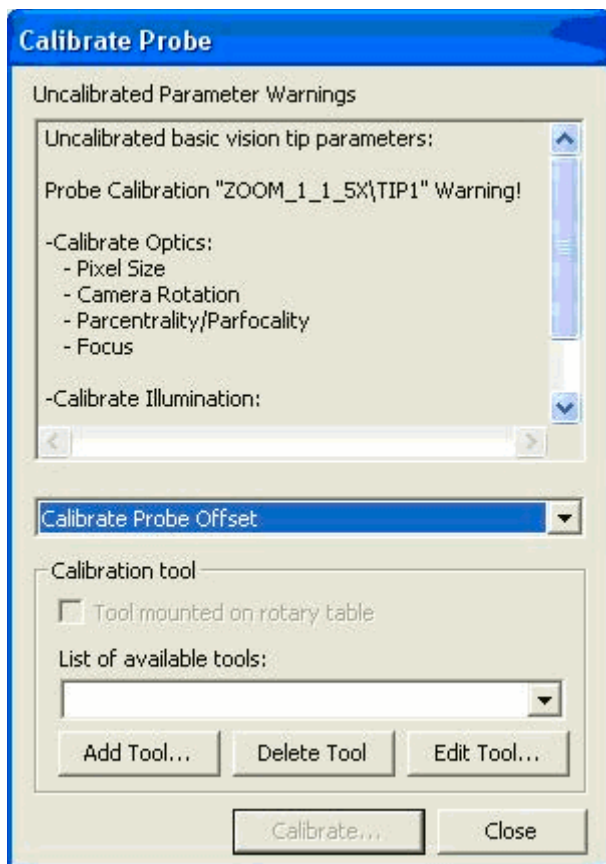 Calibrate Probe
Uncalibrated Parameter Warnings
Uncalibrated basic vision tip parameters:
Probe Calibration "ZOOM_1_1_5X\TIP1" Warning!
-Calibrate Optics:
- Pixel Size
- Camera Rotation
- Parcentrality/Parfocality
- Focus
-Calibrate Illumination:
Calibrate Probe Offset
Calibration tool
Tool mounted on rotary table
List of available tools:
Add Tool... Delete Tool Edit Tool...
Calibrate... Close